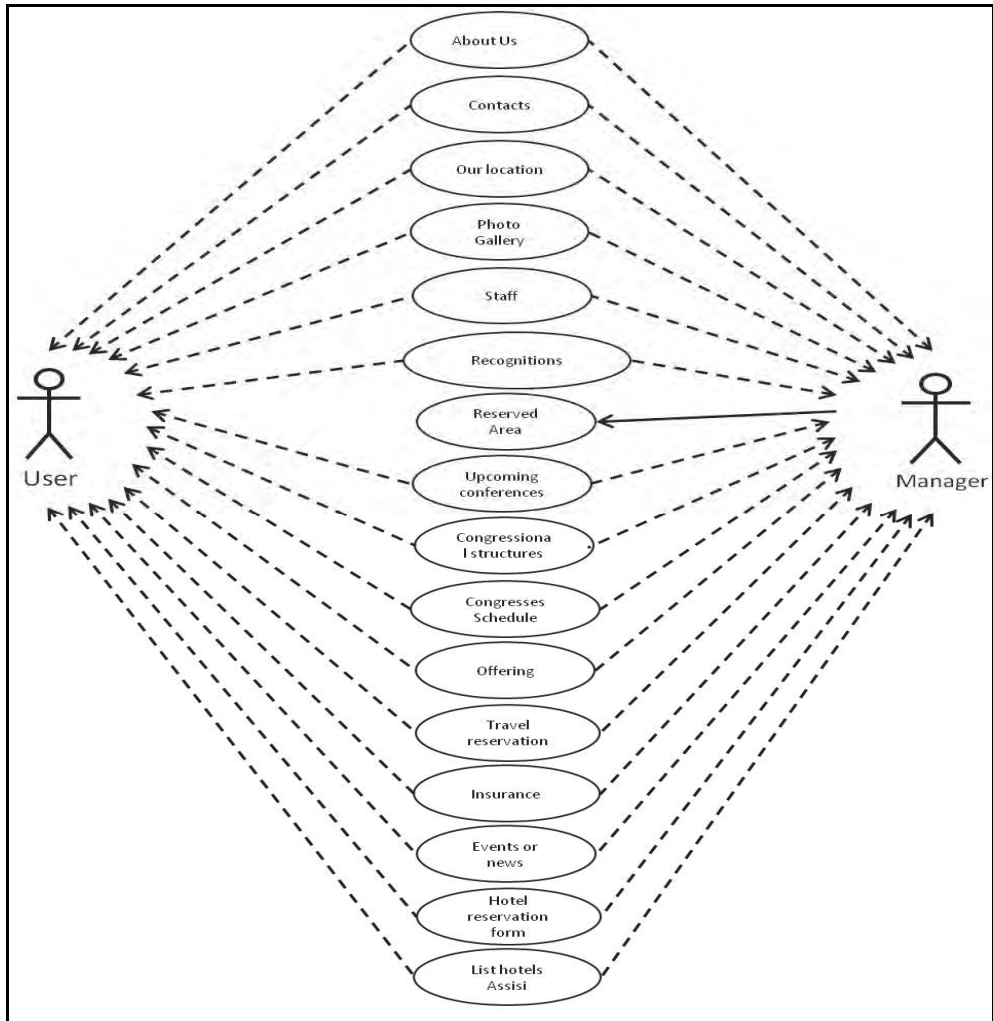 About Us
Contacts
Our location
Photo
Gallery
Staff
Recognitions
Reserved
Area
User
Manager
Upcoming
conferences
Congressiona
l structures
Congresses
Schedule
Offering
Travel
reservation
Insurance
Events or
news
Hotel
reservation
form
List hotels
Assisi